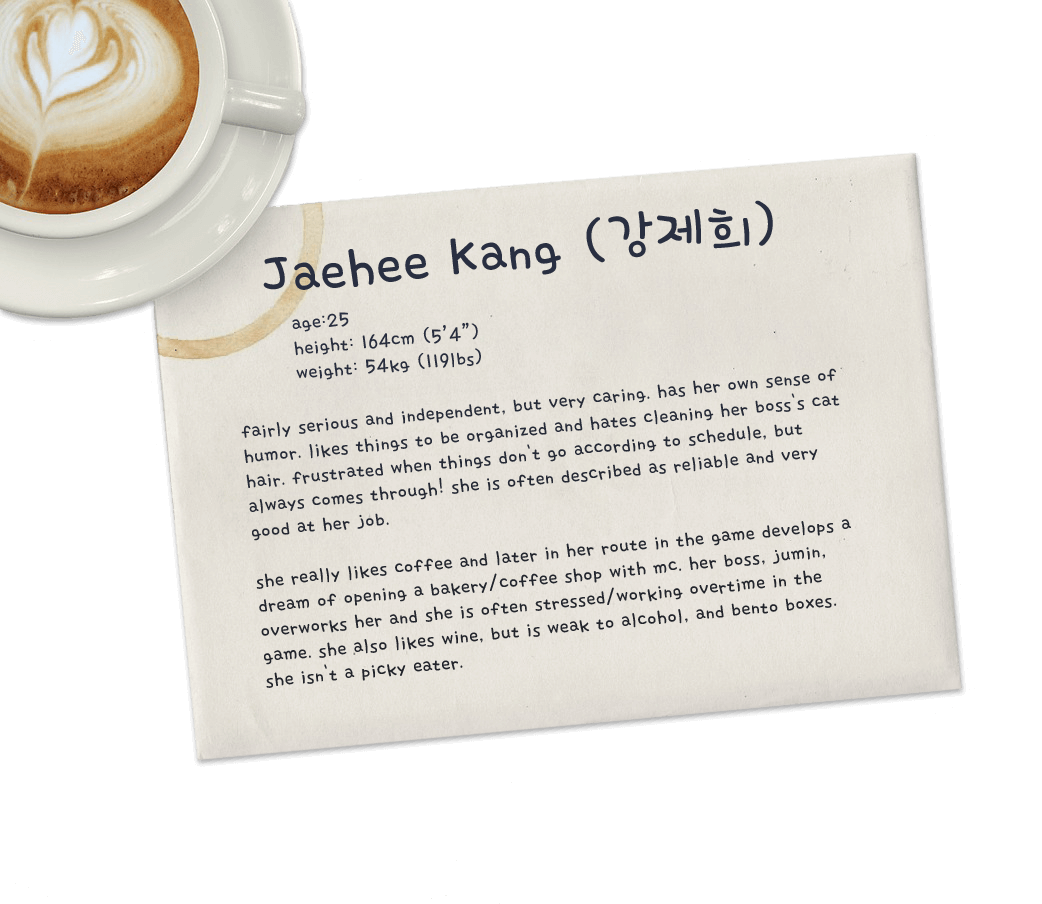 Jaehee Kang (강제희)
age:25
height: 164cm (5'4")
weight: 54kg (119lbs)
fairly serious and independent, but very caring. has her own sense of
humor. likes things to be organized and hates cleaning her boss's cat
hair. frustrated when things don't go according to schedule, but
always comes through! she is often described as reliable and very
good at her job.
she really likes coffee and later in her route in the game develops a
dream of opening a bakery/coffee shop with mc. her boss, jumin,
overworks her and she is often stressed/working overtime in the
game. she also likes wine, but is weak to alcohol, and bento boxes.
she isn't a picky eater.